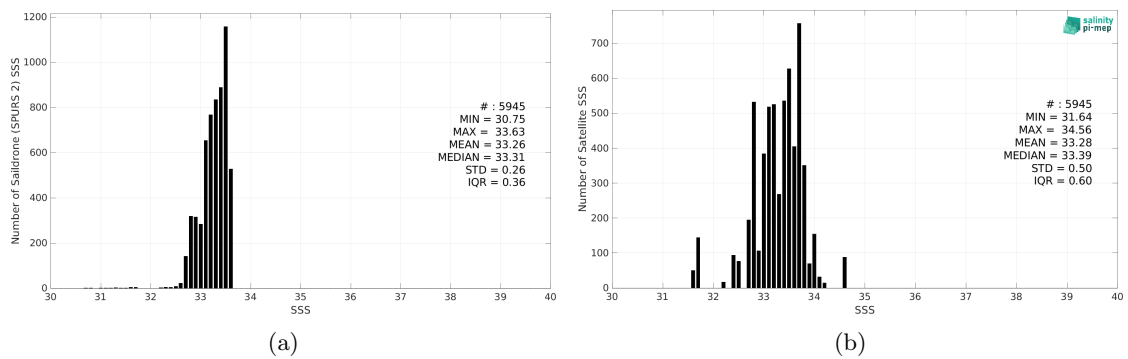 Number of Saildrone (SPURS 2) SSS
1200
1000
800
600
400
200
0
# : 5945
MIN = 30.75
MAX = 33.63
MEAN = 33.26
MEDIAN = 33.31
STD = 0.26
IQR = 0.36
30 31 32 33 34 35 36 37 38 39 40
SSS
(a)
salinity
pi-mep
Number of Satellite SSS
700
600
500
400
300
200
100
0
# : 5945
MIN = 31.64
MAX = 34.56
MEAN = 33.28
MEDIAN = 33.39
STD = 0.50
IQR = 0.60
30 31 32 33 34 35 36 37 38 39 40
SSS
(b)